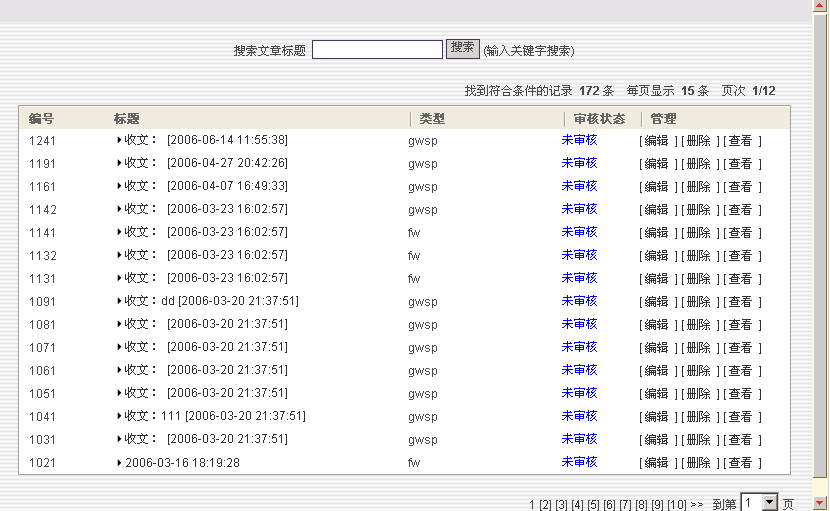 搜索文章标题 搜索 (输入关键字搜索)
找到符合条件的记录 172 条 每页显示 15 条 页次 1/12
编号 标题 类型 审核状态 管理
1241 收文： [2006-06-14 11:55:38] gwsp 未审核 [ 编辑 ] [ 删除 ] [ 查看 ]
1191 收文： [2006-04-27 20:42:26] gwsp 未审核 [ 编辑 ] [ 删除 ] [ 查看 ]
1161 收文： [2006-04-07 16:49:33] gwsp 未审核 [ 编辑 ] [ 删除 ] [ 查看 ]
1142 收文： [2006-03-23 16:02:57] gwsp 未审核 [ 编辑 ] [ 删除 ] [ 查看 ]
1141 收文： [2006-03-23 16:02:57] fw 未审核 [ 编辑 ] [ 删除 ] [ 查看 ]
1132 收文： [2006-03-23 16:02:57] fw 未审核 [ 编辑 ] [ 删除 ] [ 查看 ]
1131 收文： [2006-03-23 16:02:57] fw 未审核 [ 编辑 ] [ 删除 ] [ 查看 ]
1091 收文：dd [2006-03-20 21:37:51] gwsp 未审核 [ 编辑 ] [ 删除 ] [ 查看 ]
1081 收文： [2006-03-20 21:37:51] gwsp 未审核 [ 编辑 ] [ 删除 ] [ 查看 ]
1071 收文： [2006-03-20 21:37:51] gwsp 未审核 [ 编辑 ] [ 删除 ] [ 查看 ]
1061 收文： [2006-03-20 21:37:51] gwsp 未审核 [ 编辑 ] [ 删除 ] [ 查看 ]
1051 收文： [2006-03-20 21:37:51] gwsp 未审核 [ 编辑 ] [ 删除 ] [ 查看 ]
1041 收文：111 [2006-03-20 21:37:51] gwsp 未审核 [ 编辑 ] [ 删除 ] [ 查看 ]
1031 收文： [2006-03-20 21:37:51] gwsp 未审核 [ 编辑 ] [ 删除 ] [ 查看 ]
1021 2006-03-16 18:19:28 fw 未审核 [ 编辑 ] [ 删除 ] [ 查看 ]
1 [2] [3] [4] [5] [6] [7] [8] [9] [10] >> 到第 1 页